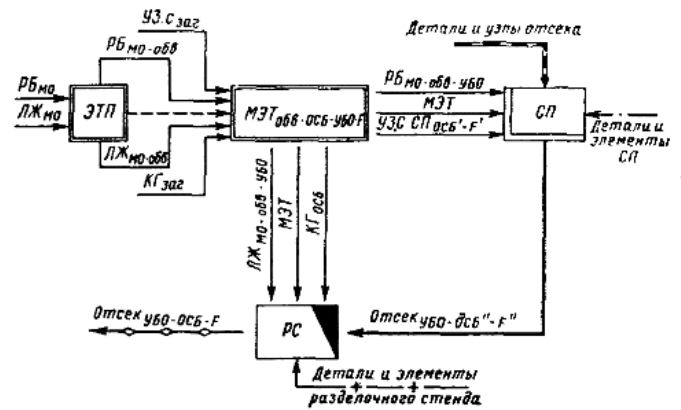 УЗ.С заг
РБ МО-ОБВ
РБ МО
ЛЖ МО
ЭТП
ЛЖ МО-ОБВ
КГ ЗАГ
МЭТ ОБВ-ОСБ-УБО-F
Детали и узлы отсека
РБ МО-ОБВ-УБО
МЭТ
УЗ.С СП ОСБ'-F'
СП
Детали и
элементы
СП
ЛЖ МО-ОБВ-УБО
МЭТ
КГ ОСБ
Отсек УБО-ОСБ-F
РС
Отсек УБО-ОСБ"-F"
Детали и элементы
разделочного стенда